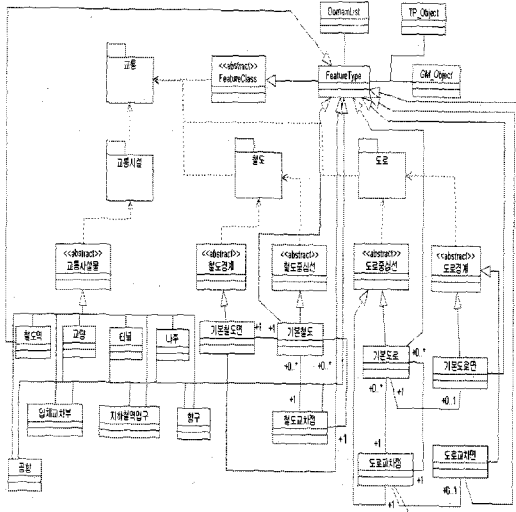 DomainList
TP_Object
교통
<<abstract>>
FeatureClass
FeatureType
GM_Object
교통시설
철도
도로
<<abstract>>
교통시설물
<<abstract>>
철도경계
<<abstract>>
철도중심선
<<abstract>>
도로중심선
<<abstract>>
도로경계
철도역
교량
터널
나루
기본철도면
+1
+1
기본철도
기본도로
+0..*
기본도로면
+0..*
+0..*
+0..*
+1
+0..1
입체교차부
지하철역입구
항구
+1
철도교차점
+1
+1
공항
도로교차점
+1
도로교차면
+1
+0..1